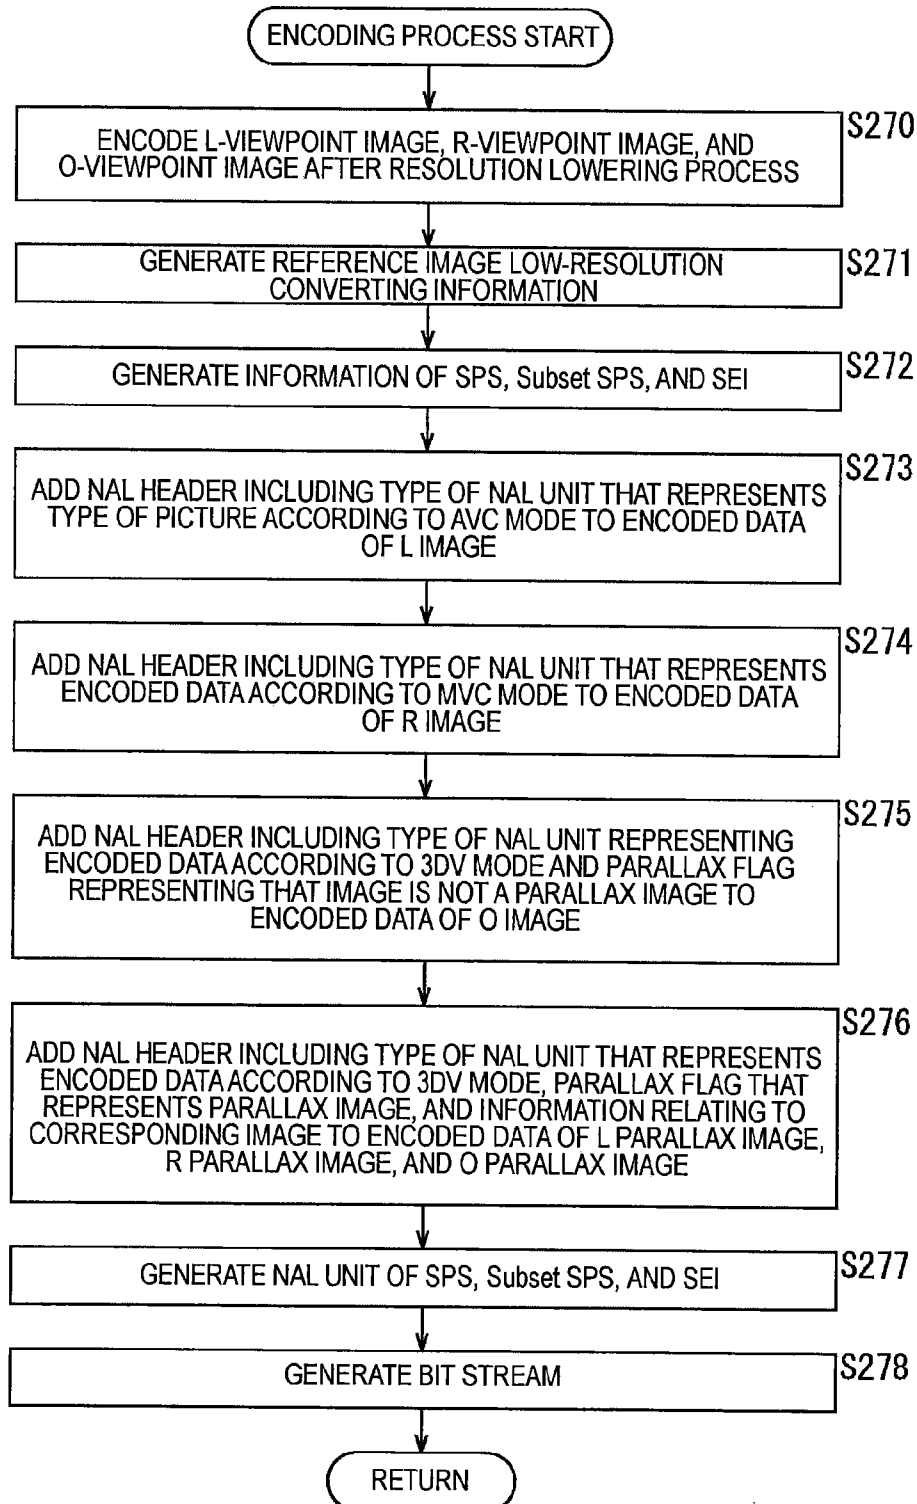 ENCODING PROCESS START
S270
ENCODE L-VIEWPOINT IMAGE, R-VIEWPOINT IMAGE, AND
O-VIEWPOINT IMAGE AFTER RESOLUTION LOWERING PROCESS
S271
GENERATE REFERENCE IMAGE LOW-RESOLUTION
CONVERTING INFORMATION
S272
GENERATE INFORMATION OF SPS, Subset SPS, AND SEI
S273
ADD NAL HEADER INCLUDING TYPE OF NAL UNIT THAT REPRESENTS
TYPE OF PICTURE ACCORDING TO AVC MODE TO ENCODED DATA
OF L IMAGE
S274
ADD NAL HEADER INCLUDING TYPE OF NAL UNIT THAT REPRESENTS
ENCODED DATA ACCORDING TO MVC MODE TO ENCODED DATA
OF R IMAGE
S275
ADD NAL HEADER INCLUDING TYPE OF NAL UNIT REPRESENTING
ENCODED DATA ACCORDING TO 3DV MODE AND PARALLAX FLAG
REPRESENTING THAT IMAGE IS NOT A PARALLAX IMAGE TO
ENCODED DATA OF O IMAGE
S276
ADD NAL HEADER INCLUDING TYPE OF NAL UNIT THAT REPRESENTS
ENCODED DATA ACCORDING TO 3DV MODE, PARALLAX FLAG THAT
REPRESENTS PARALLAX IMAGE, AND INFORMATION RELATING TO
CORRESPONDING IMAGE TO ENCODED DATA OF L PARALLAX IMAGE,
R PARALLAX IMAGE, AND O PARALLAX IMAGE
S277
GENERATE NAL UNIT OF SPS, Subset SPS, AND SEI
S278
GENERATE BIT STREAM
RETURN